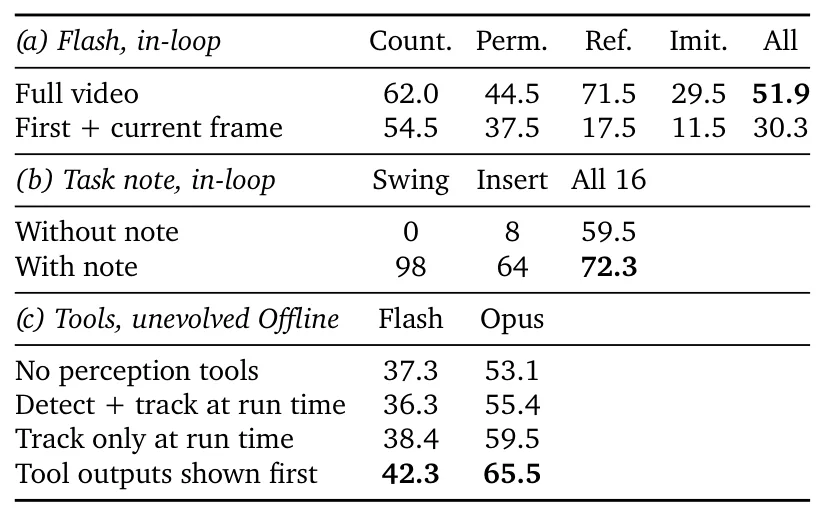 (a) Flash, in-loop Count. Perm. Ref. Imit. All
Full video 62.0 44.5 71.5 29.5 51.9
First + current frame 54.5 37.5 17.5 11.5 30.3
(b) Task note, in-loop Swing Insert All 16
Without note 0 8 59.5
With note 98 64 72.3
(c) Tools, unevolved Offline Flash Opus
No perception tools 37.3 53.1
Detect + track at run time 36.3 55.4
Track only at run time 38.4 59.5
Tool outputs shown first 42.3 65.5